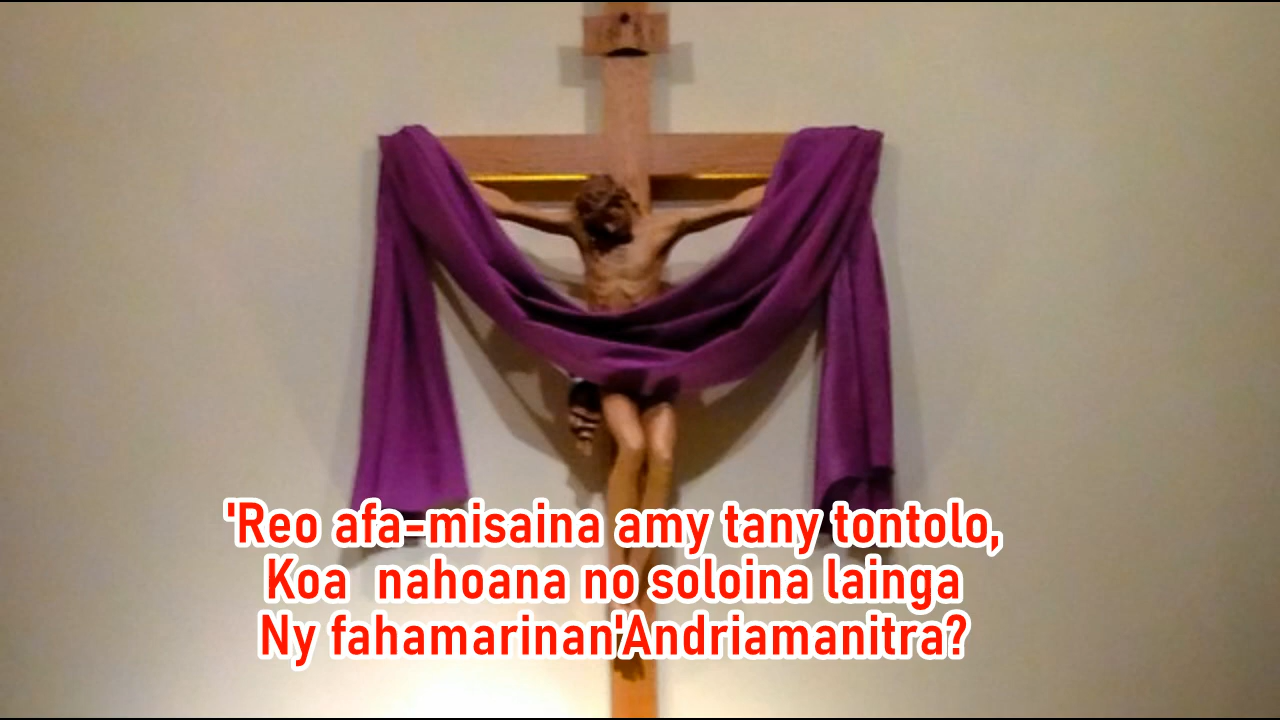 'Reo afa-misaina amy tany tontolo,
Koa  nahoana no soloina lainga
Ny fahamarinan'Andriamanitra?